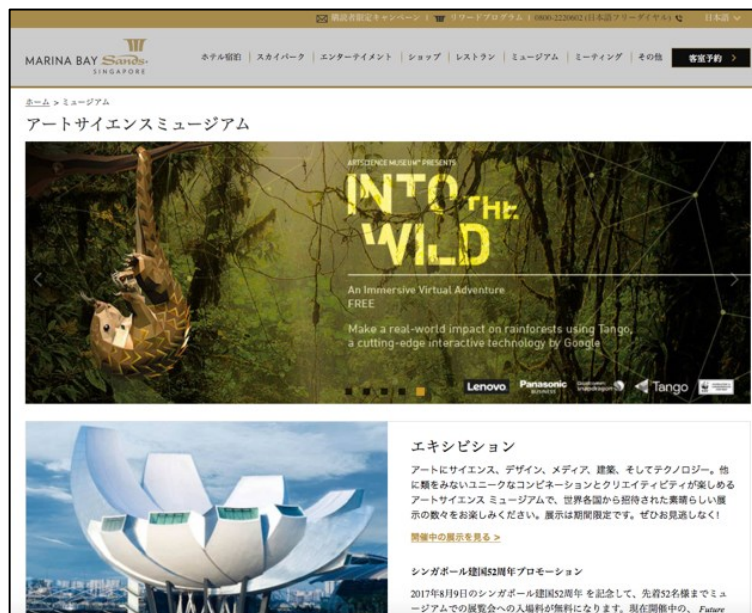 購読者限定キャンペーン | リワードプログラム | 0800-2220602 (日本語フリーダイヤル) 日本語
MARINA BAY Sands®
SINGAPORE
ホテル宿泊 | スカイパーク | エンターテイメント | ショップ | レストラン | ミュージアム | ミーティング | その他 客室予約 >
ホーム > ミュージアム
アートサイエンスミュージアム
ARTSCIENCE MUSEUM™ PRESENTS
INTO THE
WILD
An Immersive Virtual Adventure
FREE
Make a real-world impact on rainforests using Tango,
a cutting-edge interactive technology by Google
Lenovo Panasonic BUSINESS snapdragon Tango
エキシビション
アートにサイエンス、デザイン、メディア、建築、そしてテクノロジー。他
に類をみないユニークなコンビネーションとクリエイティビティが楽しめる
アートサイエンス ミュージアムで、世界各国から招待された素晴らしい展
示の数々をお楽しみください。展示は期間限定です。ぜひお見逃しなく!
開催中の展示を見る >
シンガポール建国52周年プロモーション
2017年8月9日のシンガポール建国52周年 を記念して、先着52名様までミュ
ージアムでの展覧会への入場料が無料になります。現在開催中の、 Future